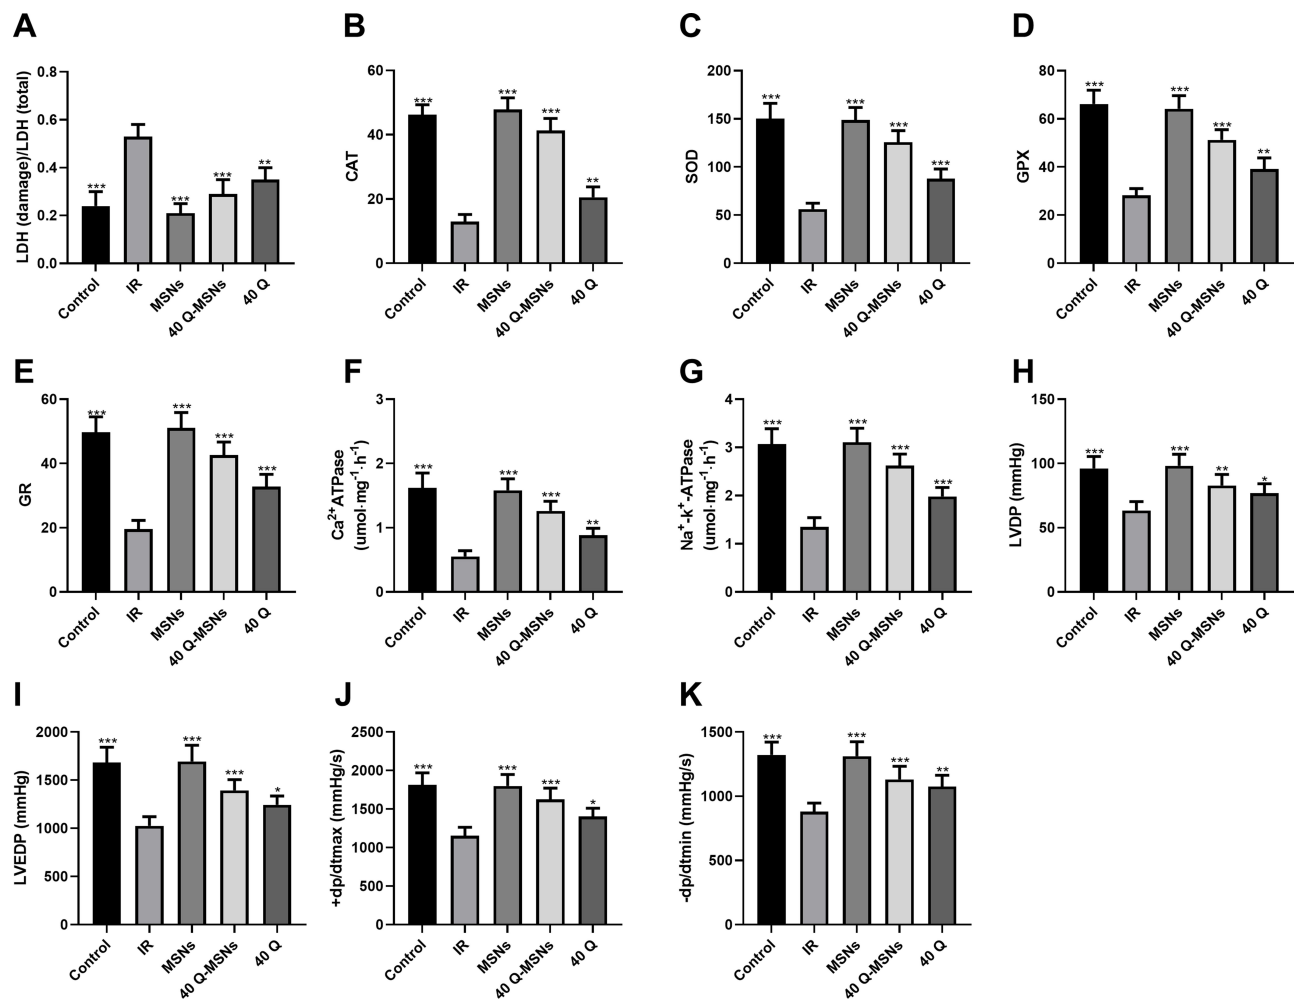 A
LDH (damage)/LDH (total)
0.8
0.6
0.4
0.2
0.0
***
***
***
**
Control
IR
MSNs
40 Q-MSNs
40 Q
B
CAT
60
40
20
0
***
***
***
**
Control
IR
MSNs
40 Q-MSNs
40 Q
C
SOD
200
150
100
50
0
***
***
***
***
Control
IR
MSNs
40 Q-MSNs
40 Q
D
GPX
80
60
40
20
0
***
***
***
**
Control
IR
MSNs
40 Q-MSNs
40 Q
E
GR
60
40
20
0
***
***
***
***
Control
IR
MSNs
40 Q-MSNs
40 Q
F
Ca²⁺ATPase
(umol·mg⁻¹·h⁻¹)
3
2
1
0
***
***
***
**
Control
IR
MSNs
40 Q-MSNs
40 Q
G
Na⁺-k⁺-ATPase
(umol·mg⁻¹·h⁻¹)
4
3
2
1
0
***
***
***
***
Control
IR
MSNs
40 Q-MSNs
40 Q
H
LVDP (mmHg)
150
100
50
0
***
***
**
*
Control
IR
MSNs
40 Q-MSNs
40 Q
I
LVEDP (mmHg)
2000
1500
1000
500
0
***
***
***
*
Control
IR
MSNs
40 Q-MSNs
40 Q
J
+dp/dtmax (mmHg/s)
2500
2000
1500
1000
500
0
***
***
***
*
Control
IR
MSNs
40 Q-MSNs
40 Q
K
-dp/dtmin (mmHg/s)
1500
1000
500
0
***
***
***
**
Control
IR
MSNs
40 Q-MSNs
40 Q